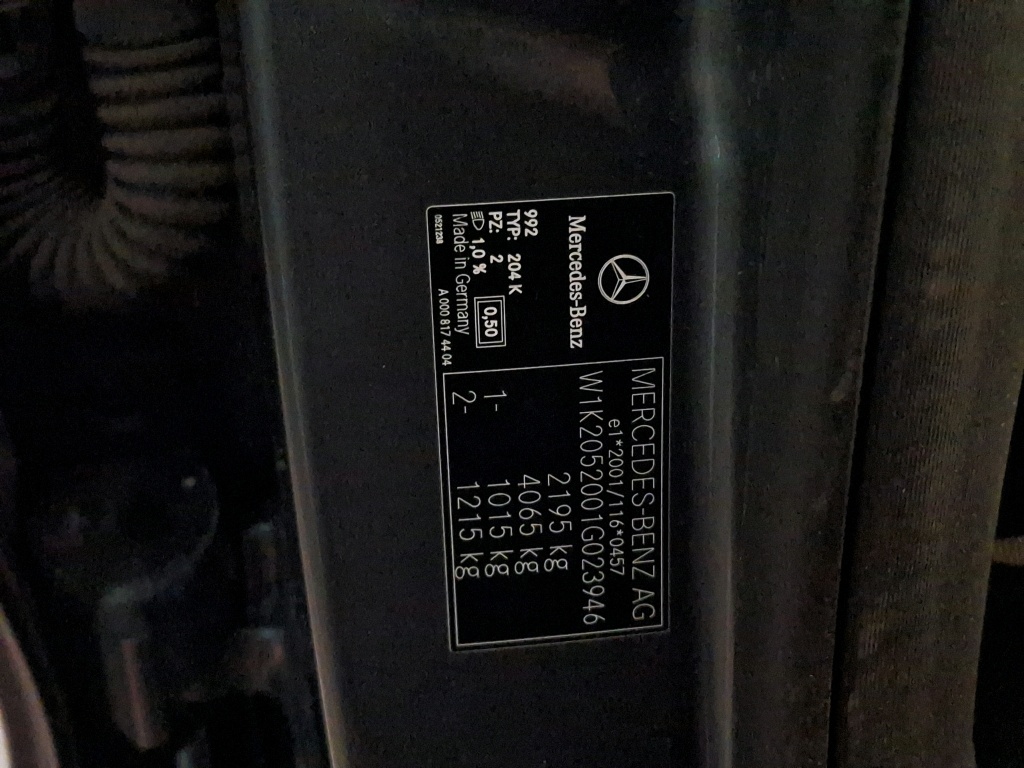 Mercedes-Benz
992
TYP: 204 K
PZ: 2
1,0 %
0,50
Made in Germany
0521238
A 000 817 44 04
MERCEDES-BENZ AG
e1*2001/116*0457
W1K2052001G023946
2195 kg
4065 kg
1- 1015 kg
2- 1215 kg